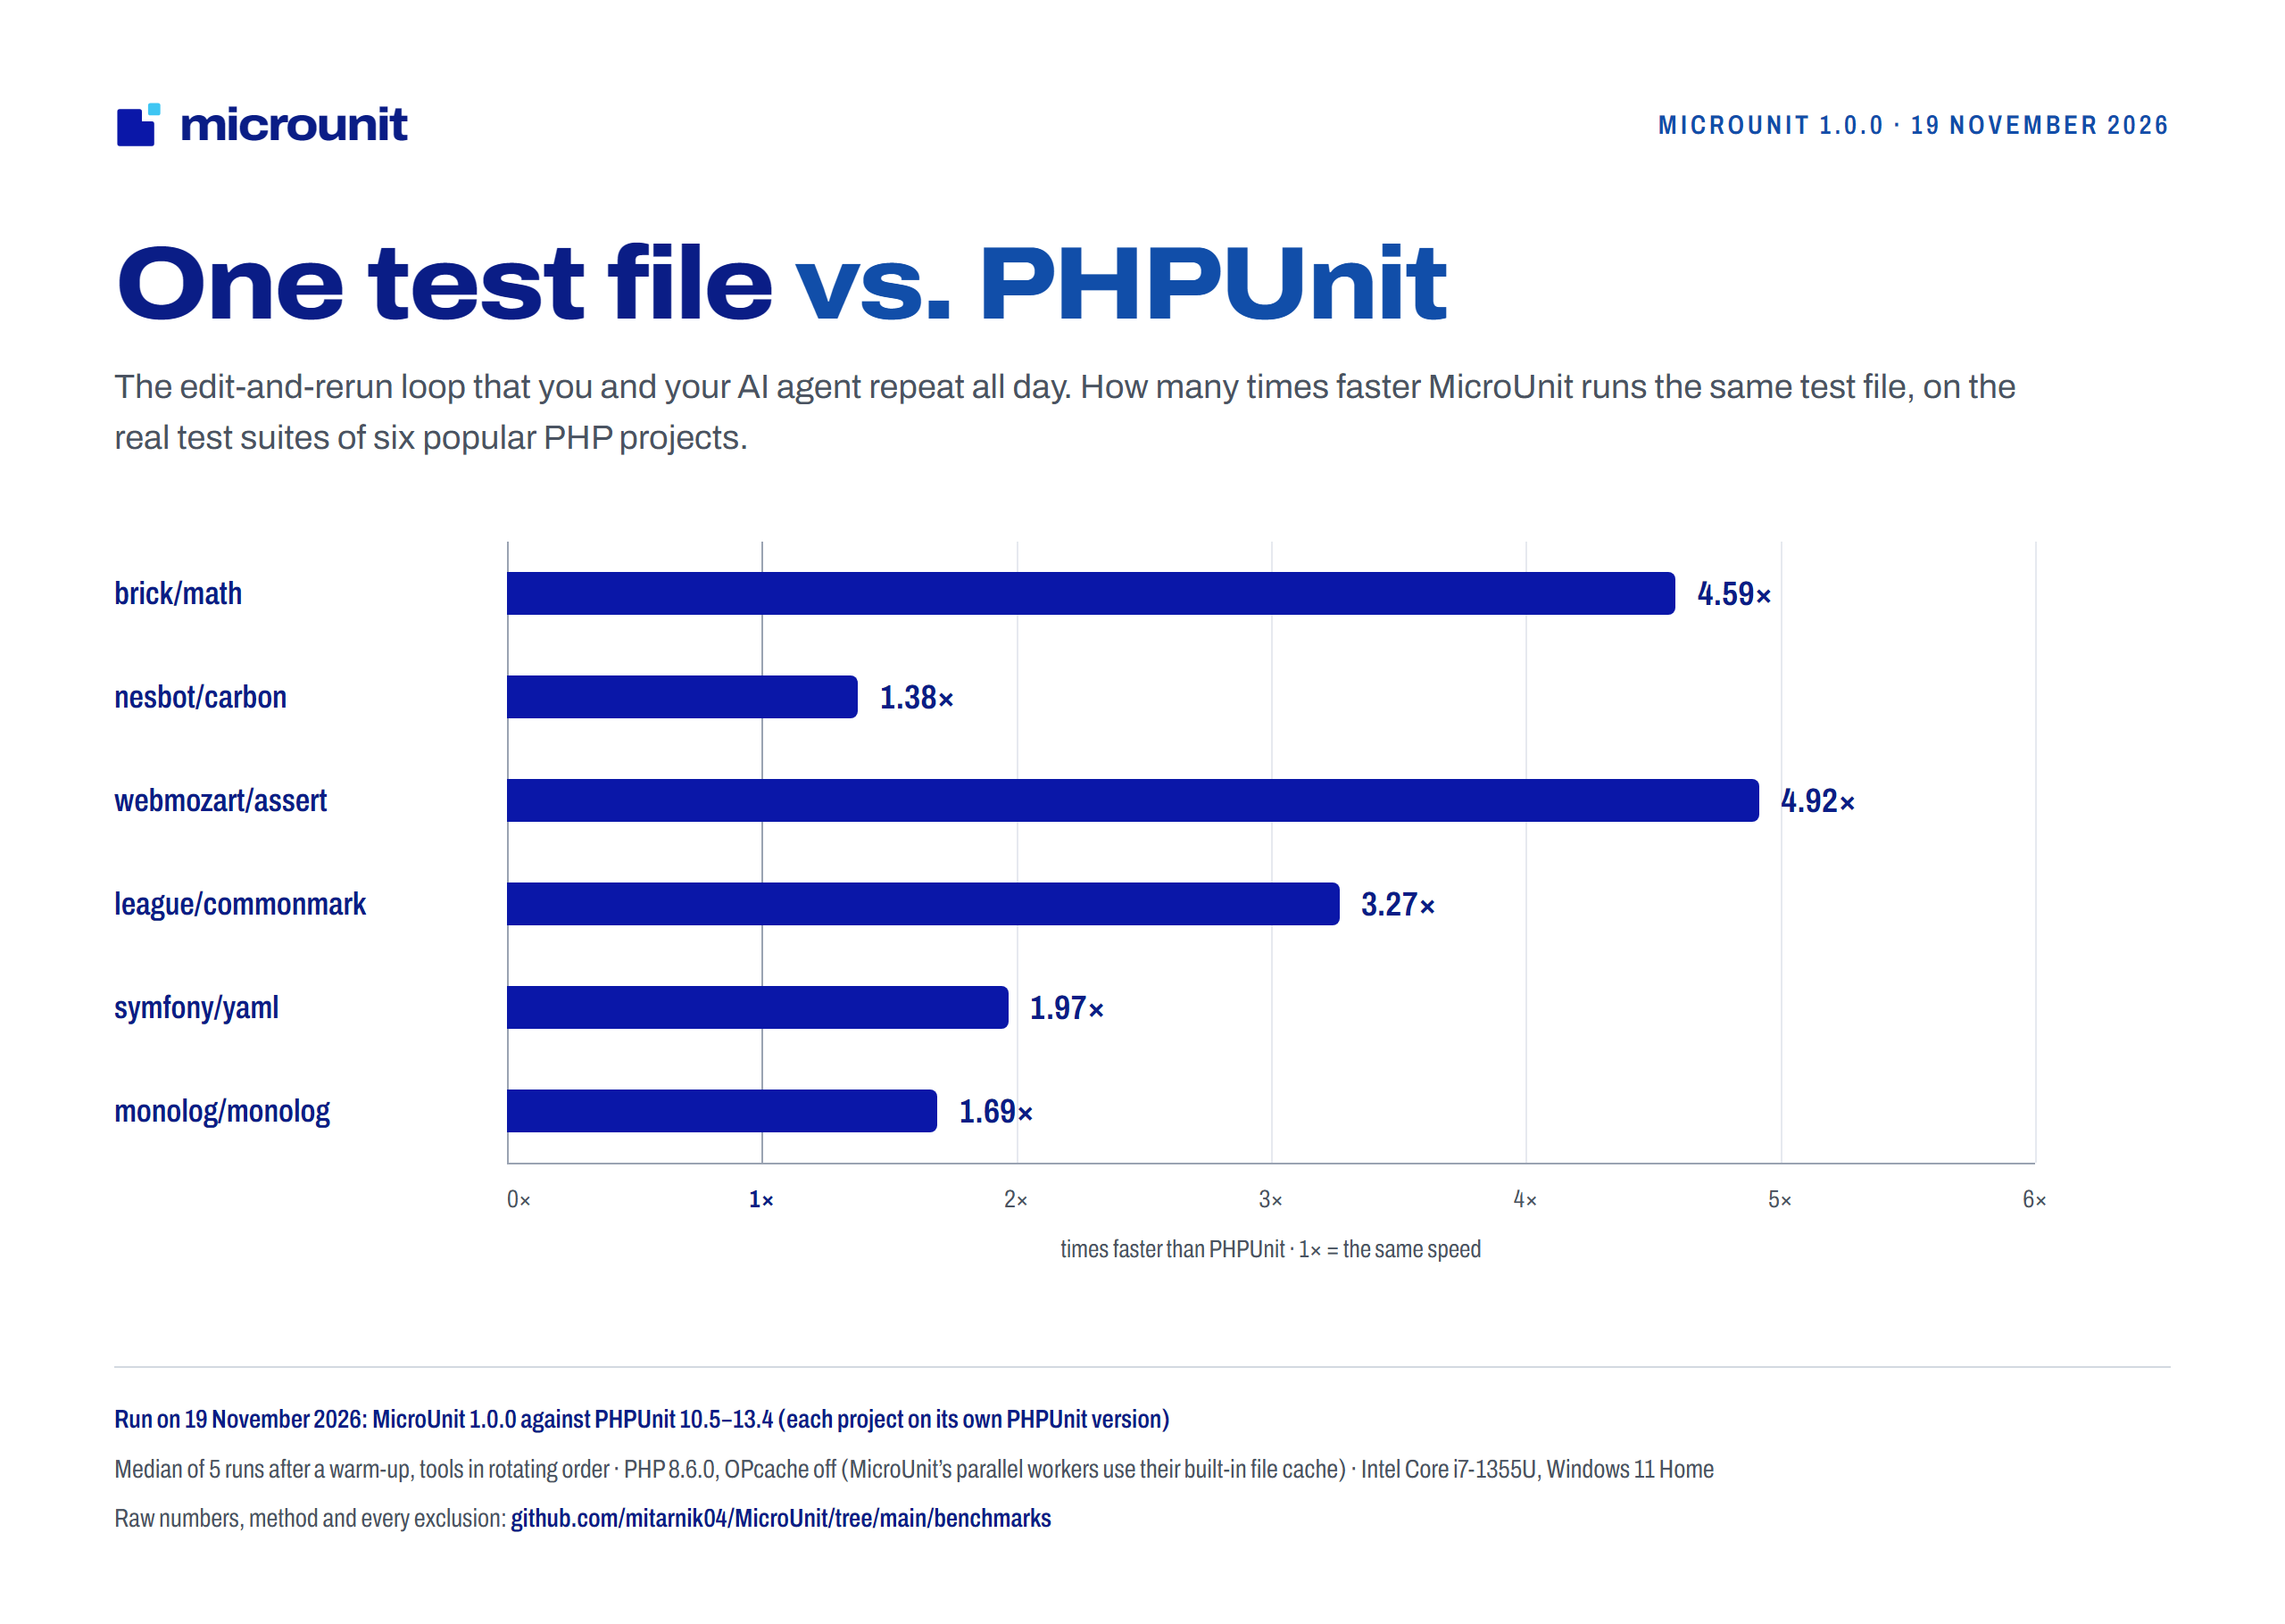 microunit
MICROUNIT 1.0.0 · 19 NOVEMBER 2026
One test file vs. PHPUnit
The edit-and-rerun loop that you and your AI agent repeat all day. How many times faster MicroUnit runs the same test file, on the
real test suites of six popular PHP projects.
brick/math 4.59×
nesbot/carbon 1.38×
webmozart/assert 4.92×
league/commonmark 3.27×
symfony/yaml 1.97×
monolog/monolog 1.69×
0× 1× 2× 3× 4× 5× 6×
times faster than PHPUnit · 1× = the same speed
Run on 19 November 2026: MicroUnit 1.0.0 against PHPUnit 10.5–13.4 (each project on its own PHPUnit version)
Median of 5 runs after a warm-up, tools in rotating order · PHP 8.6.0, OPcache off (MicroUnit’s parallel workers use their built-in file cache) · Intel Core i7-1355U, Windows 11 Home
Raw numbers, method and every exclusion: github.com/mitarnik04/MicroUnit/tree/main/benchmarks